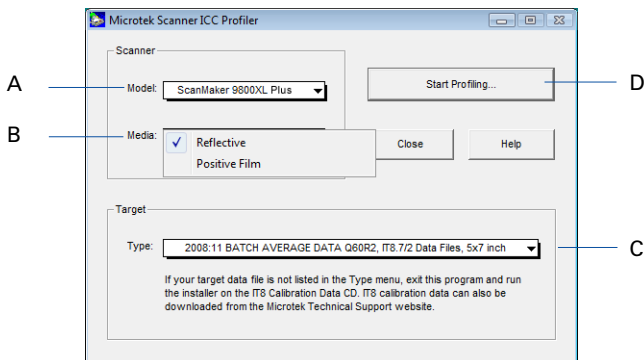 Microtek Scanner ICC Profiler
Scanner
A
Model:
ScanMaker 9800XL Plus
Start Profiling...
D
B
Media:
Reflective
Positive Film
Close
Help
Target
Type:
2008:11 BATCH AVERAGE DATA Q60R2, IT8.7/2 Data Files, 5x7 inch
C
If your target data file is not listed in the Type menu, exit this program and run
the installer on the IT8 Calibration Data CD. IT8 calibration data can also be
downloaded from the Microtek Technical Support website.